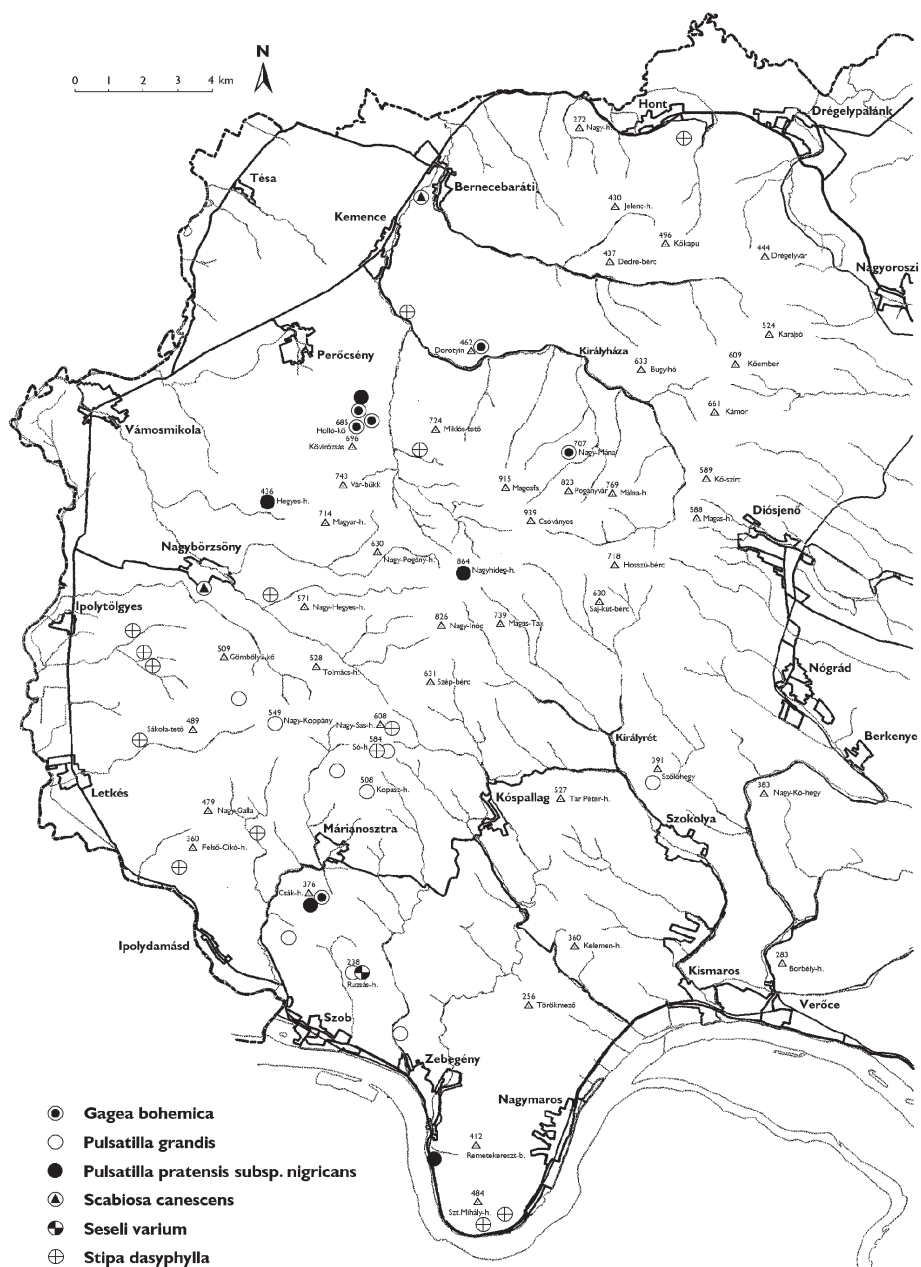 N
0 1 2 3 4 km
Hont
Drégelypalánk
272
Nagy-h.
Tésa
Bernecebaráti
Kemence
430
Jelenc-h.
496
Kőkapu
437
Dedre-bérc
444
Drégelyvár
Nagyoroszi
524
Karajsó
Perőcsény
462
Dorotyin
Királyháza
633
Bugyihó
609
Kőember
Vámosmikola
685
Holló-kő
696
Kővirózsás
724
Miklós-tető
661
Kámor
707
Nagy-Mána
743
Vár-bükk
915
Magosfa
823
Pogányvár
769
Málna-h.
589
Kő-szirt
436
Hegyes-h.
714
Magyar-h.
939
Csóványos
588
Magas-h.
Diósjenő
Nagybörzsöny
630
Nagy-Pogány-h.
864
Nagyhideg-h.
718
Hosszú-bérc
Ipolytölgyes
571
Nagy-Hegyes-h.
826
Nagy-Inóc
739
Magas-Tax
630
Saj-kút-bérc
509
Gömbölyű-kő
528
Tolmács-h.
631
Szép-bérc
Nógrád
489
Sákola-tető
549
Nagy-Koppány
608
Nagy-Sas-h.
584
Só-h.
Királyrét
391
Szőlőhegy
Berkenye
Letkés
508
Kopasz-h.
Kóspallag
527
Tar Péter-h.
383
Nagy-Kő-hegy
479
Nagy-Galla
Márianosztra
Szokolya
360
Felső-Cikó-h.
376
Csák-h.
Ipolydamásd
360
Kelemen-h.
238
Ruzsás-h.
283
Borbély-h.
Kismaros
Verőce
256
Törökmező
Szob
Zebegény
Nagymaros
412
Remetekereszt-b.
484
Szt.Mihály-h.
Gagea bohemica
Pulsatilla grandis
Pulsatilla pratensis subsp. nigricans
Scabiosa canescens
Seseli varium
Stipa dasyphylla